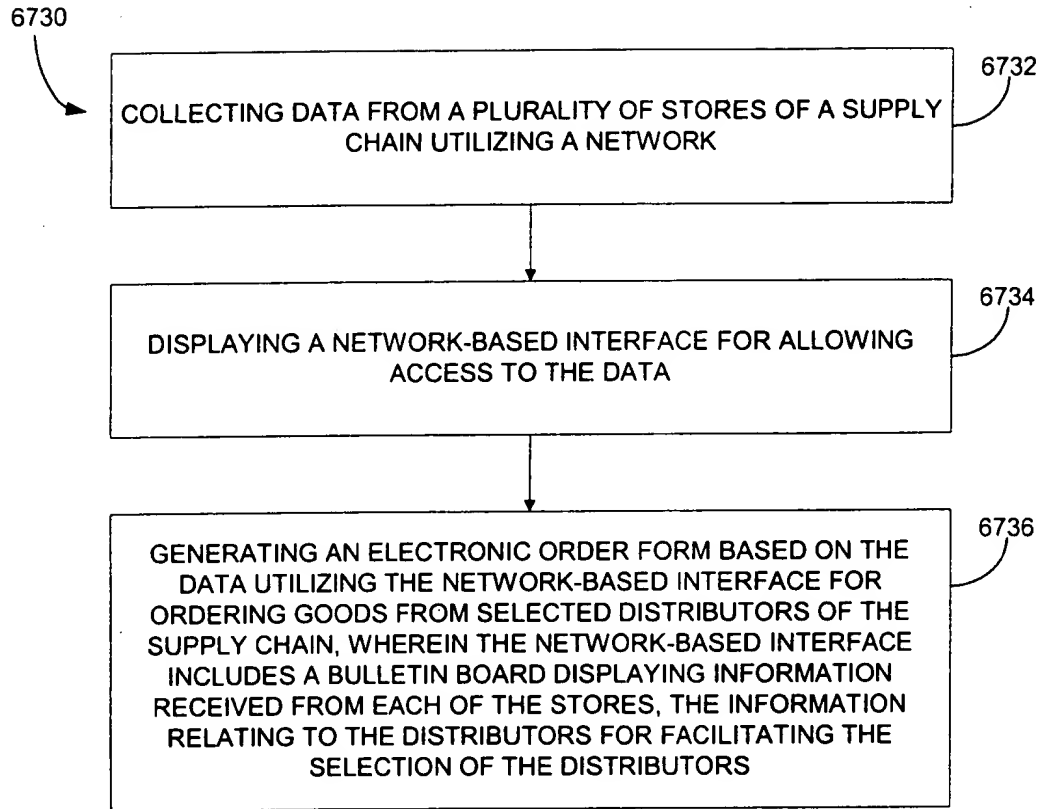 6730
6732
COLLECTING DATA FROM A PLURALITY OF STORES OF A SUPPLY
CHAIN UTILIZING A NETWORK
6734
DISPLAYING A NETWORK-BASED INTERFACE FOR ALLOWING
ACCESS TO THE DATA
6736
GENERATING AN ELECTRONIC ORDER FORM BASED ON THE
DATA UTILIZING THE NETWORK-BASED INTERFACE FOR
ORDERING GOODS FROM SELECTED DISTRIBUTORS OF THE
SUPPLY CHAIN, WHEREIN THE NETWORK-BASED INTERFACE
INCLUDES A BULLETIN BOARD DISPLAYING INFORMATION
RECEIVED FROM EACH OF THE STORES, THE INFORMATION
RELATING TO THE DISTRIBUTORS FOR FACILITATING THE
SELECTION OF THE DISTRIBUTORS